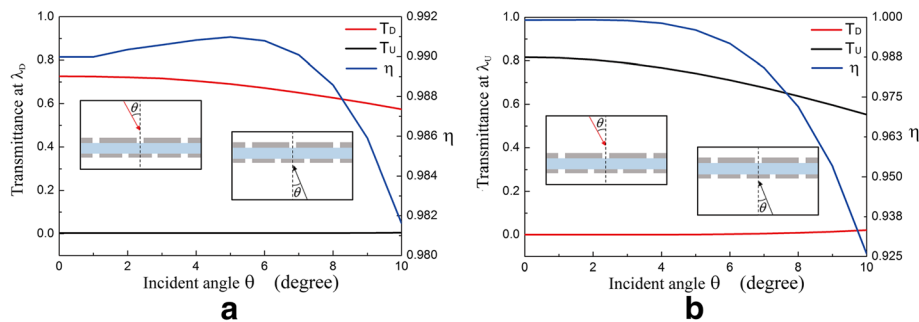 1.0
0.8
0.6
0.4
0.2
0.0
Transmittance at λD
0.992
0.990
0.988
0.986
0.984
0.982
0.980
η
TD
TU
η
θ
θ
0 2 4 6 8 10
Incident angle θ (degree)
a
1.0
0.8
0.6
0.4
0.2
0.0
Transmittance at λU
1.000
0.988
0.975
0.963
0.950
0.938
0.925
η
TD
TU
η
θ
θ
0 2 4 6 8 10
Incident angle θ (degree)
b